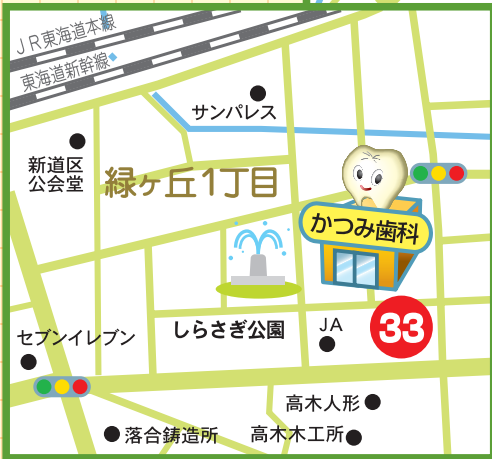 JR東海道本線
東海道新幹線
サンパレス
新道区
公会堂
緑ヶ丘1丁目
かつみ歯科
しらさぎ公園
JA
33
セブンイレブン
高木人形
落合鋳造所
高木木工所